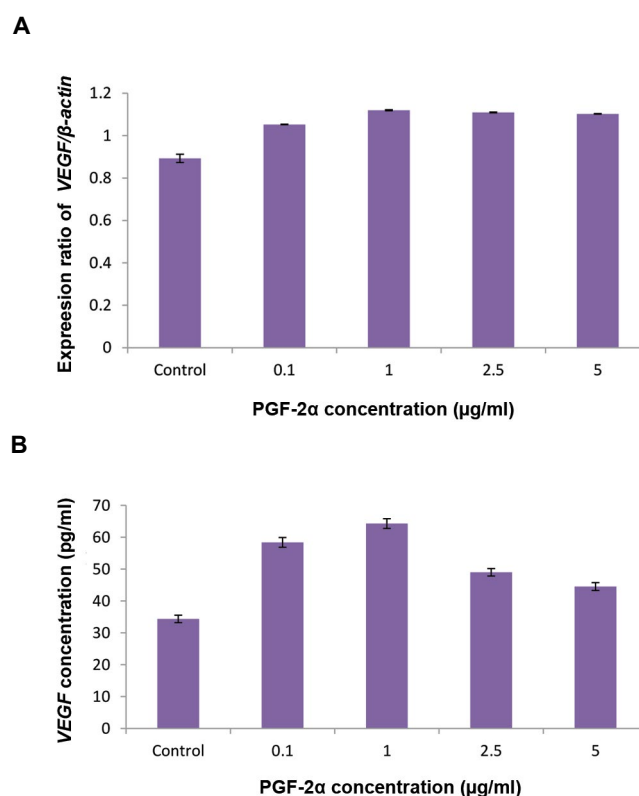 A
Expreesion ratio of VEGF/β-actin
1.2
1
0.8
0.6
0.4
0.2
0
Control 0.1 1 2.5 5
PGF-2α concentration (µg/ml)
B
VEGF concentration (pg/ml)
70
60
50
40
30
20
10
0
Control 0.1 1 2.5 5
PGF-2α concentration (µg/ml)